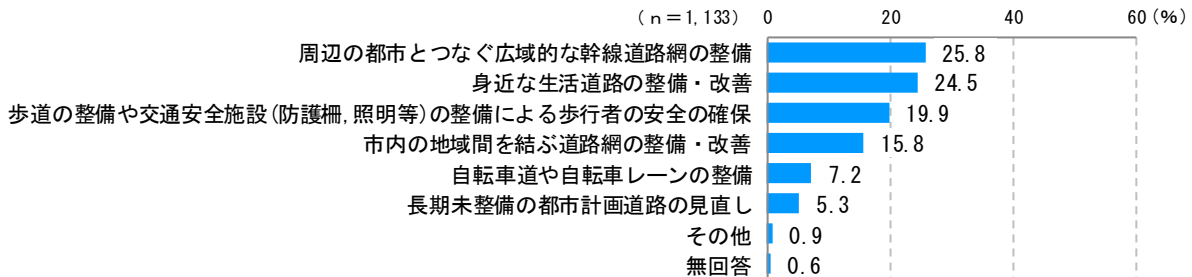 (n=1,133) 0 20 40 60(%)
周辺の都市とつなぐ広域的な幹線道路網の整備 25.8
身近な生活道路の整備・改善 24.5
歩道の整備や交通安全施設(防護柵,照明等)の整備による歩行者の安全の確保 19.9
市内の地域間を結ぶ道路網の整備・改善 15.8
自転車道や自転車レーンの整備 7.2
長期未整備の都市計画道路の見直し 5.3
その他 0.9
無回答 0.6